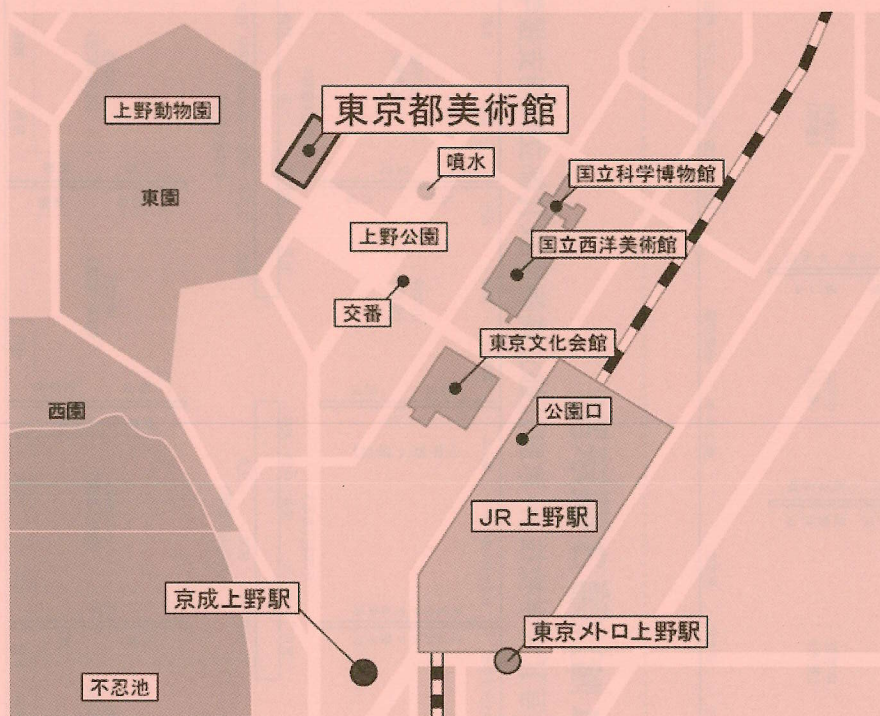 東京都美術館
上野動物園
噴水
国立科学博物館
東園
上野公園
国立西洋美術館
交番
東京文化会館
西園
公園口
JR 上野駅
京成上野駅
東京メトロ上野駅
不忍池